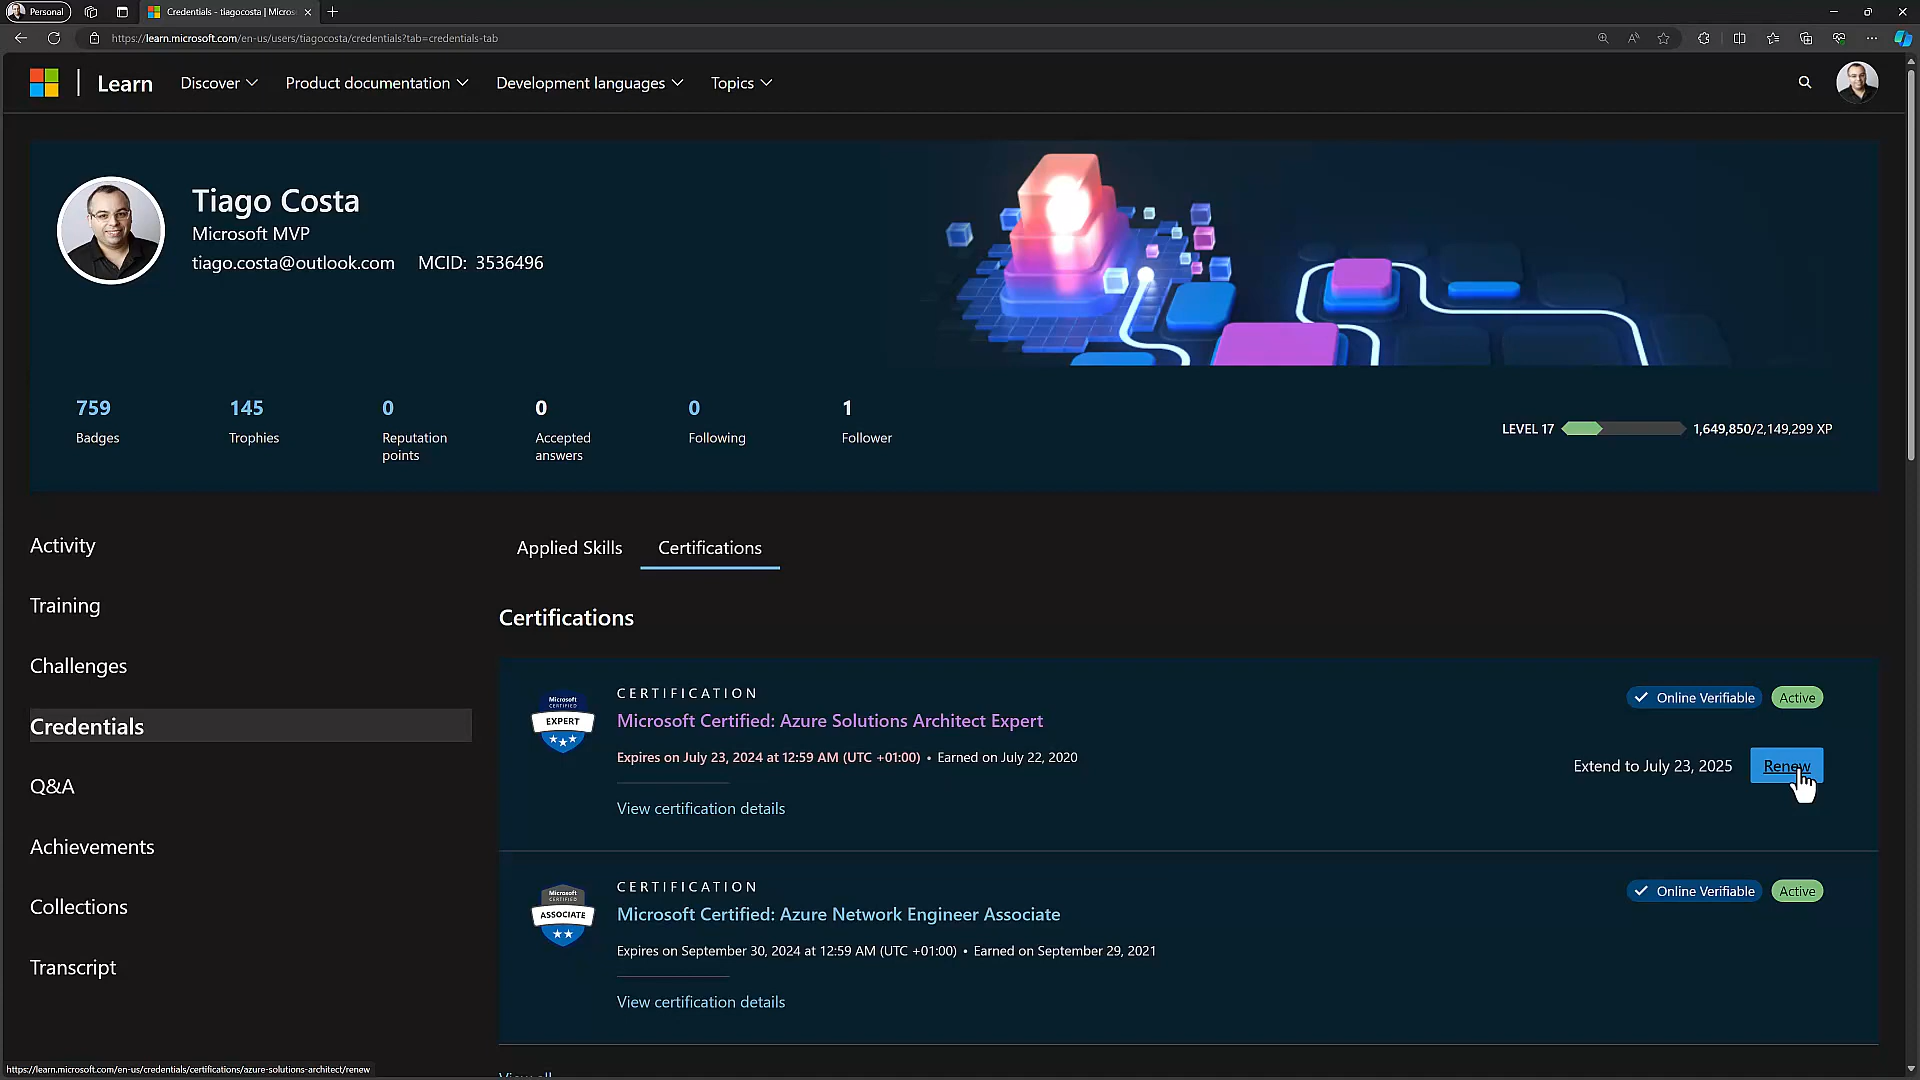 Personal
Credentials - tiagocosta | Micros
https://learn.microsoft.com/en-us/users/tiagocosta/credentials?tab=credentials-tab
Learn
Discover
Product documentation
Development languages
Topics
Tiago Costa
Microsoft MVP
tiago.costa@outlook.com MCID: 3536496
759
Badges
145
Trophies
0
Reputation
points
0
Accepted
answers
0
Following
1
Follower
LEVEL 17
1,649,850/2,149,299 XP
Activity
Training
Challenges
Credentials
Q&A
Achievements
Collections
Transcript
Applied Skills
Certifications
Certifications
Microsoft
CERTIFIED
EXPERT
CERTIFICATION
Microsoft Certified: Azure Solutions Architect Expert
Expires on July 23, 2024 at 12:59 AM (UTC +01:00) • Earned on July 22, 2020
View certification details
Online Verifiable
Active
Extend to July 23, 2025
Renew
Microsoft
CERTIFIED
ASSOCIATE
CERTIFICATION
Microsoft Certified: Azure Network Engineer Associate
Expires on September 30, 2024 at 12:59 AM (UTC +01:00) • Earned on September 29, 2021
View certification details
Online Verifiable
Active
View all
https://learn.microsoft.com/en-us/credentials/certifications/azure-solutions-architect/renew